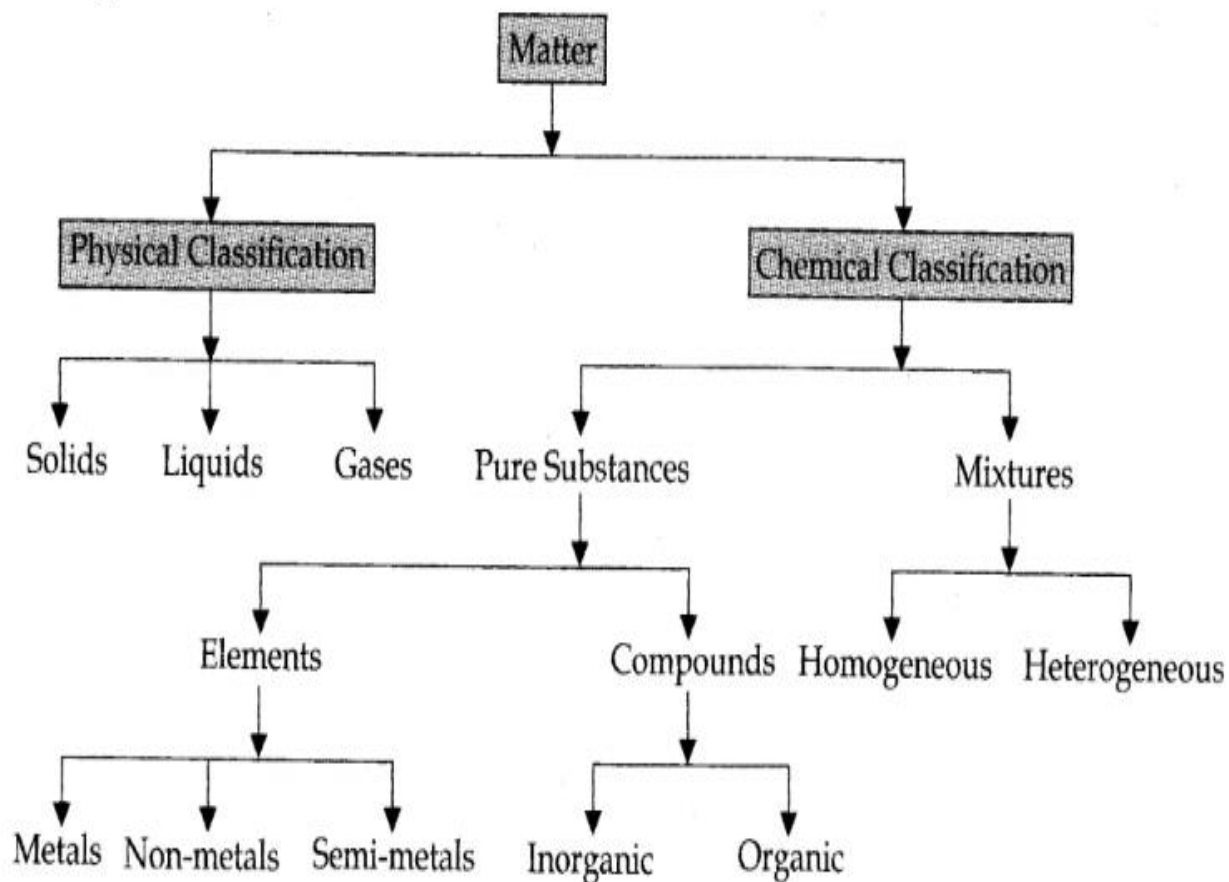 Matter
Physical Classification
Chemical Classification
Solids
Liquids
Gases
Pure Substances
Mixtures
Elements
Compounds
Homogeneous
Heterogeneous
Metals
Non-metals
Semi-metals
Inorganic
Organic